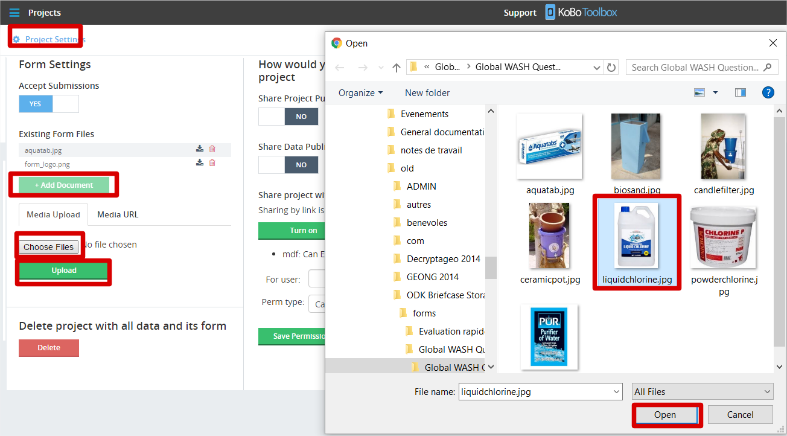 Projects
Support
KoBoToolbox
Project Settings
Form Settings
Accept Submissions
YES
Existing Form Files
aquatab.jpg
form_logo.png
+ Add Document
Media Upload
Media URL
Choose Files
No file chosen
Upload
Delete project with all data and its form
Delete
How would y
project
Share Project Pu
NO
Share Data Publi
NO
Share project wit
Sharing by link is
Turn on
mdf: Can E
For user:
Perm type:
Ca
Save Permission
Open
« Glob... > Global WASH Quest...
Search Global WASH Question...
Organize
New folder
Evenements
General documentati
notes de travail
old
ADMIN
autres
benevoles
com
Decryptageo 2014
GEONG 2014
ODK Briefcase Stora
forms
Evaluation rapid
Global WASH Qu
Global WASH Q
Aquatabs
aquatab.jpg
biosand.jpg
candlefilter.jpg
ceramicpot.jpg
liquidchlorine.jpg
CHLORINE P
powderchlorine.j
pg
PUR
Purifier
of Water
File name:
liquidchlorine.jpg
All Files
Open
Cancel